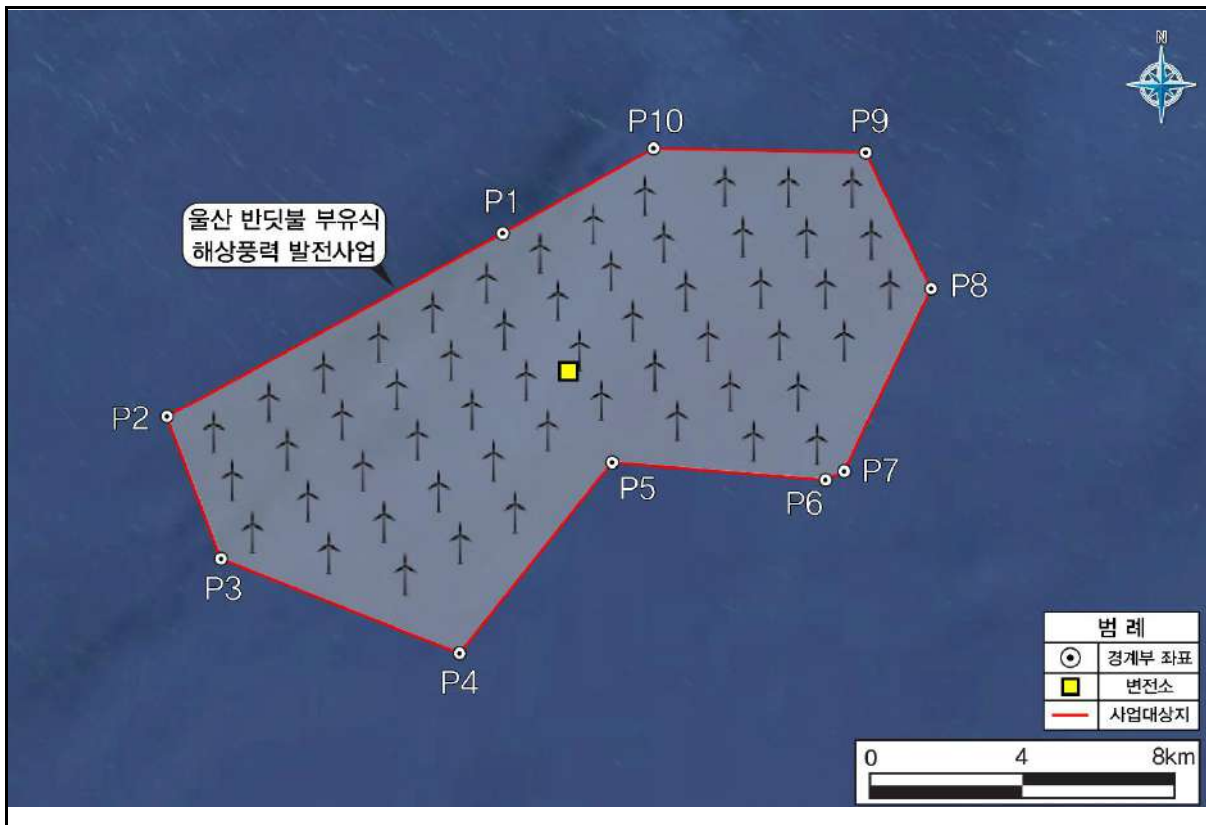 N
P10
P9
P1
울산 반딧불 부유식
해상풍력 발전사업
P8
P2
P5
P7
P6
P3
P4
범 례
경계부 좌표
변전소
사업대상지
0 4 8km